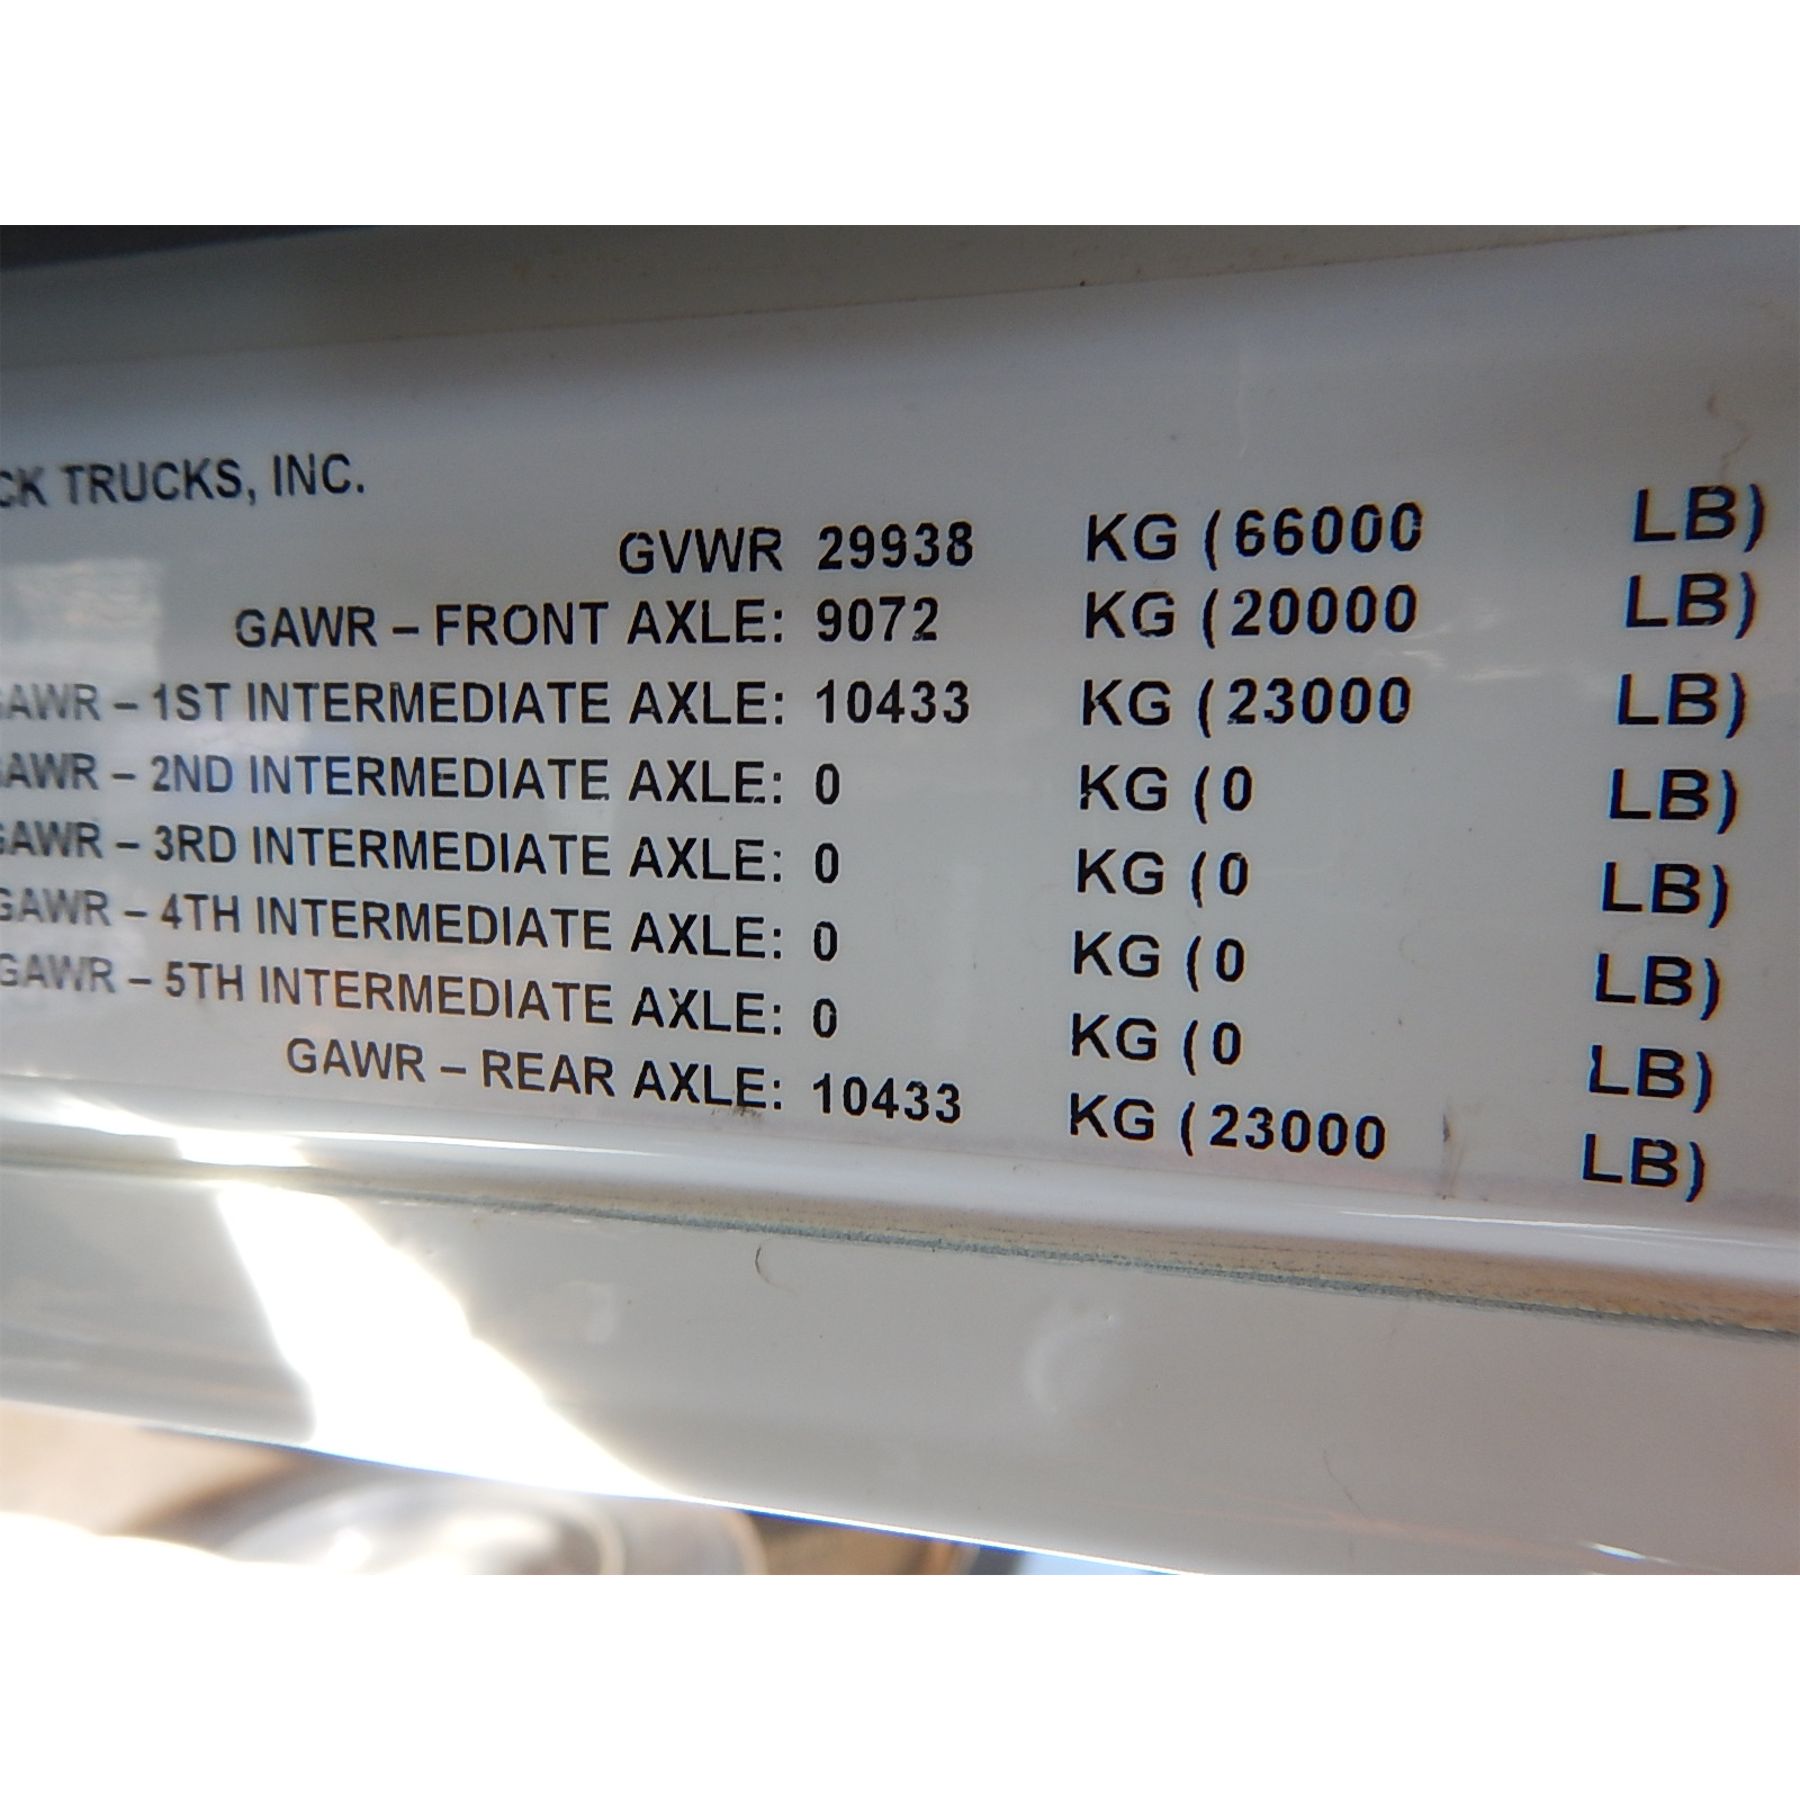 CK TRUCKS, INC.
GVWR 29938 KG (66000 LB)
GAWR – FRONT AXLE: 9072 KG (20000 LB)
GAWR – 1ST INTERMEDIATE AXLE: 10433 KG (23000 LB)
GAWR – 2ND INTERMEDIATE AXLE: 0 KG (0 LB)
GAWR – 3RD INTERMEDIATE AXLE: 0 KG (0 LB)
GAWR – 4TH INTERMEDIATE AXLE: 0 KG (0 LB)
GAWR – 5TH INTERMEDIATE AXLE: 0 KG (0 LB)
GAWR – REAR AXLE: 10433 KG (23000 LB)